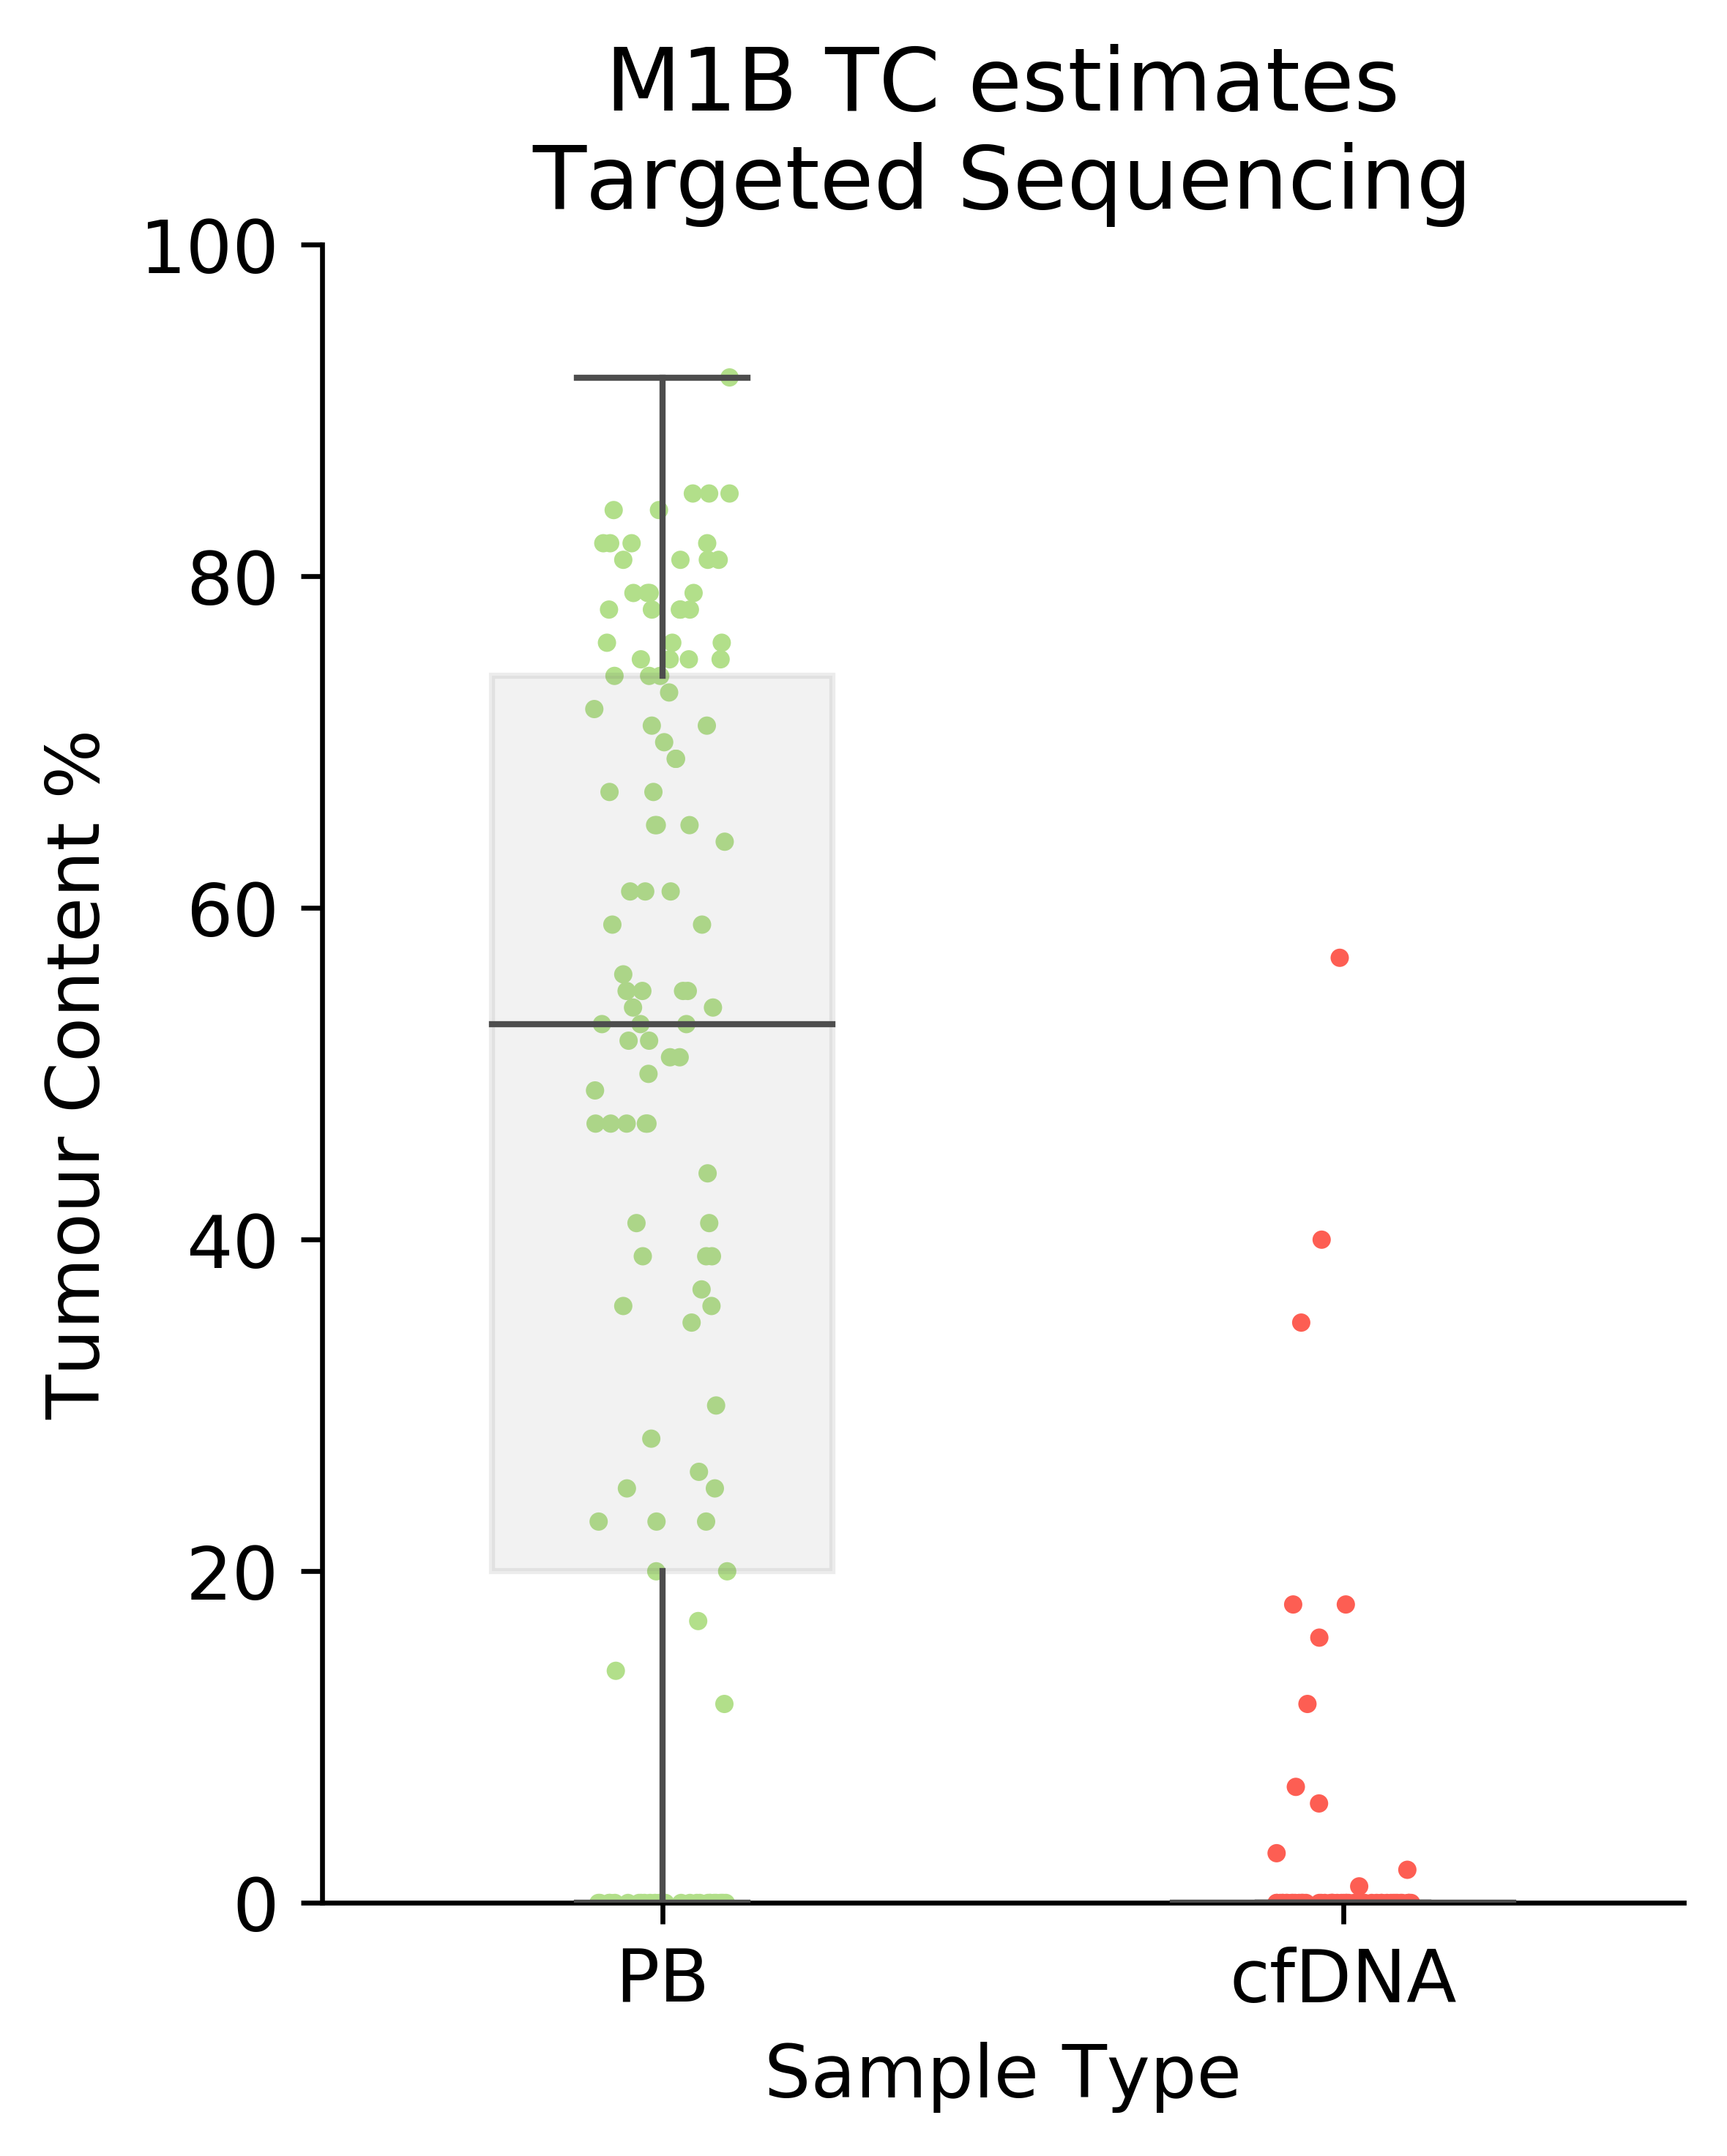 M1B TC estimates
Targeted Sequencing
Tumour Content %
100
80
60
40
20
0
PB cfDNA
Sample Type